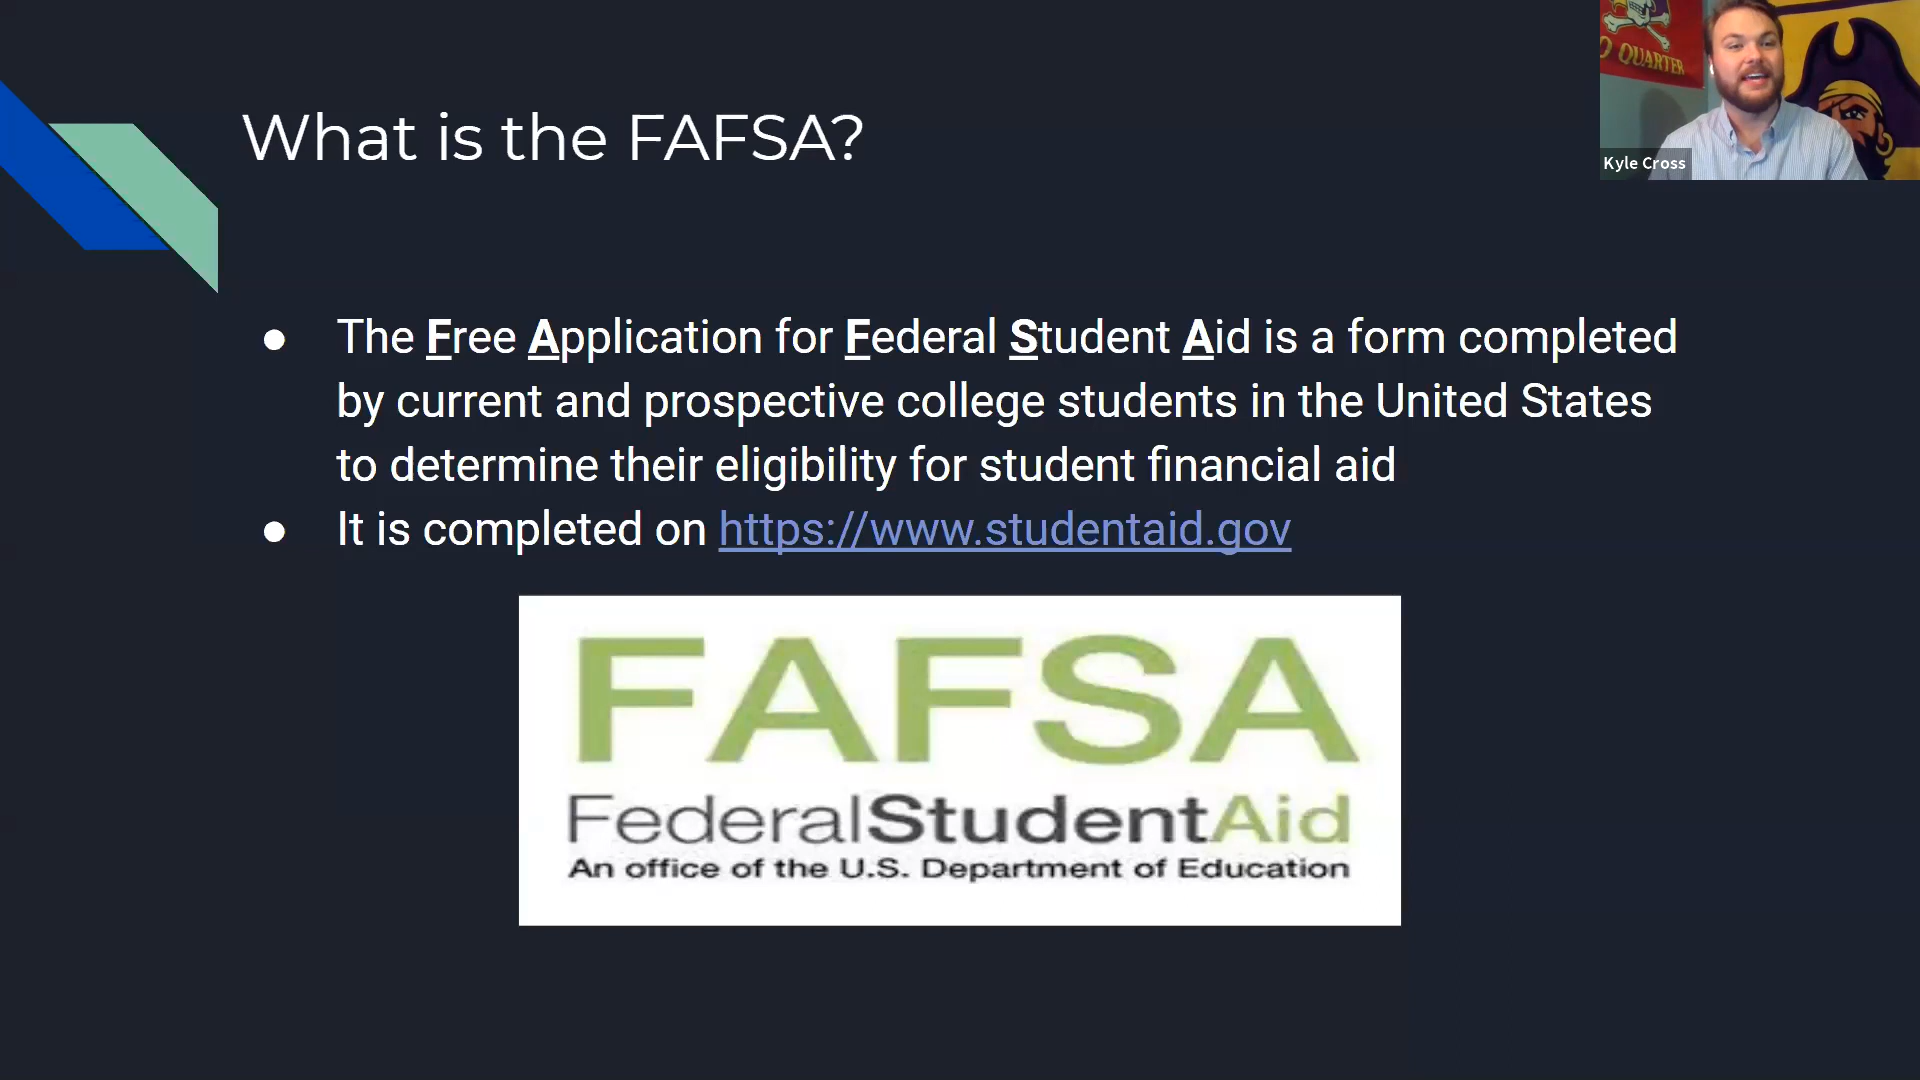 O QUARTER
Kyle Cross
What is the FAFSA?
● The Free Application for Federal Student Aid is a form completed
by current and prospective college students in the United States
to determine their eligibility for student financial aid
● It is completed on https://www.studentaid.gov
FAFSA
FederalStudentAid
An office of the U.S. Department of Education